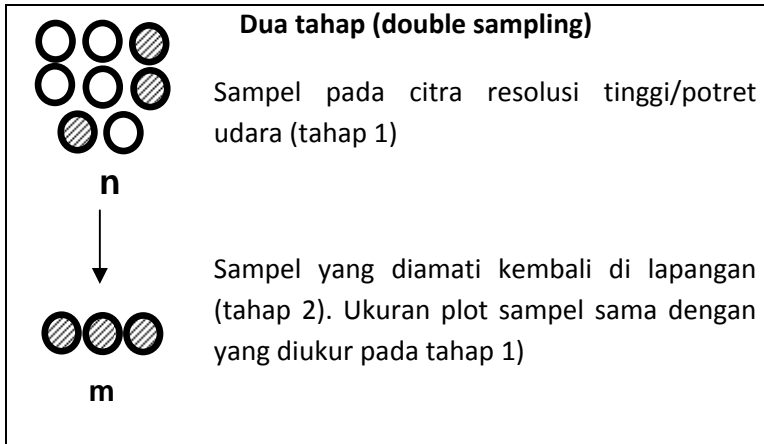 Dua tahap (double sampling)
Sampel pada citra resolusi tinggi/potret
udara (tahap 1)
n
Sampel yang diamati kembali di lapangan
(tahap 2). Ukuran plot sampel sama dengan
yang diukur pada tahap 1)
m